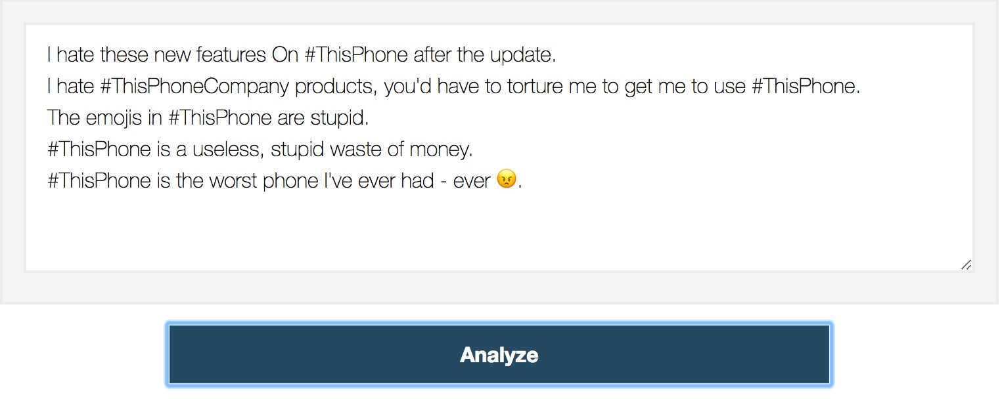 I hate these new features On #ThisPhone after the update.
I hate #ThisPhoneCompany products, you'd have to torture me to get me to use #ThisPhone.
The emojis in #ThisPhone are stupid.
#ThisPhone is a useless, stupid waste of money.
#ThisPhone is the worst phone I've ever had - ever 😠.
Analyze